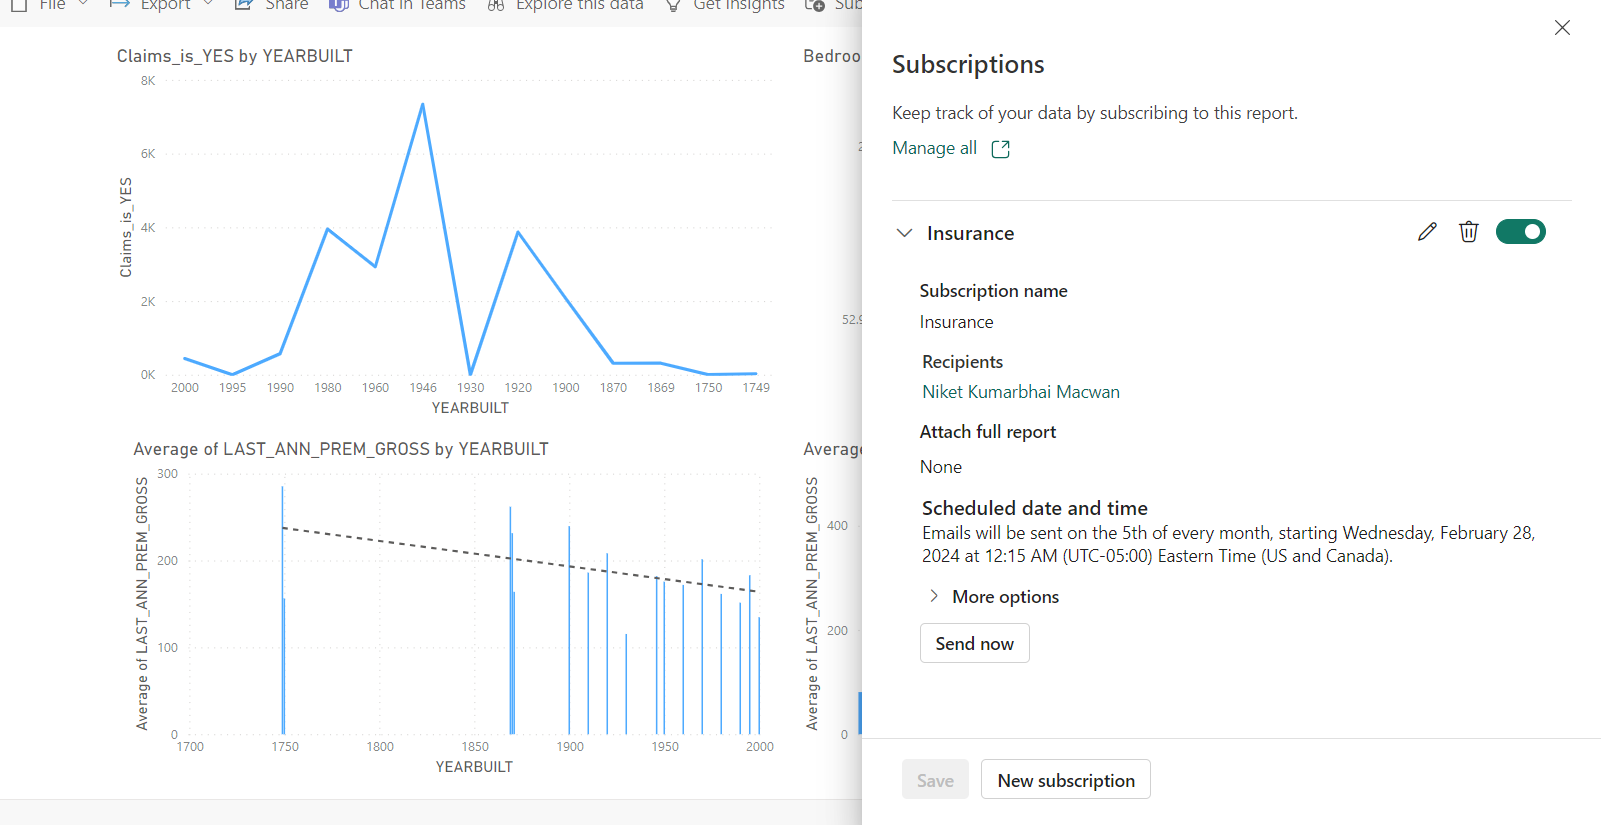 File Export Share Chat in Teams Explore this data Get insights
Claims_is_YES by YEARBUILT
8K
6K
4K
2K
0K
Claims_is_YES
2000 1995 1990 1980 1960 1946 1930 1920 1900 1870 1869 1750 1749
YEARBUILT
Average of LAST_ANN_PREM_GROSS by YEARBUILT
300
200
100
0
Average of LAST_ANN_PREM_GROSS
1700 1750 1800 1850 1900 1950 2000
YEARBUILT
400
200
0
Average of LAST_ANN_PREM_GROSS
Subscriptions
Keep track of your data by subscribing to this report.
Manage all
Insurance
Subscription name
Insurance
Recipients
Niket Kumarbhai Macwan
Attach full report
None
Scheduled date and time
Emails will be sent on the 5th of every month, starting Wednesday, February 28,
2024 at 12:15 AM (UTC-05:00) Eastern Time (US and Canada).
More options
Send now
Save New subscription